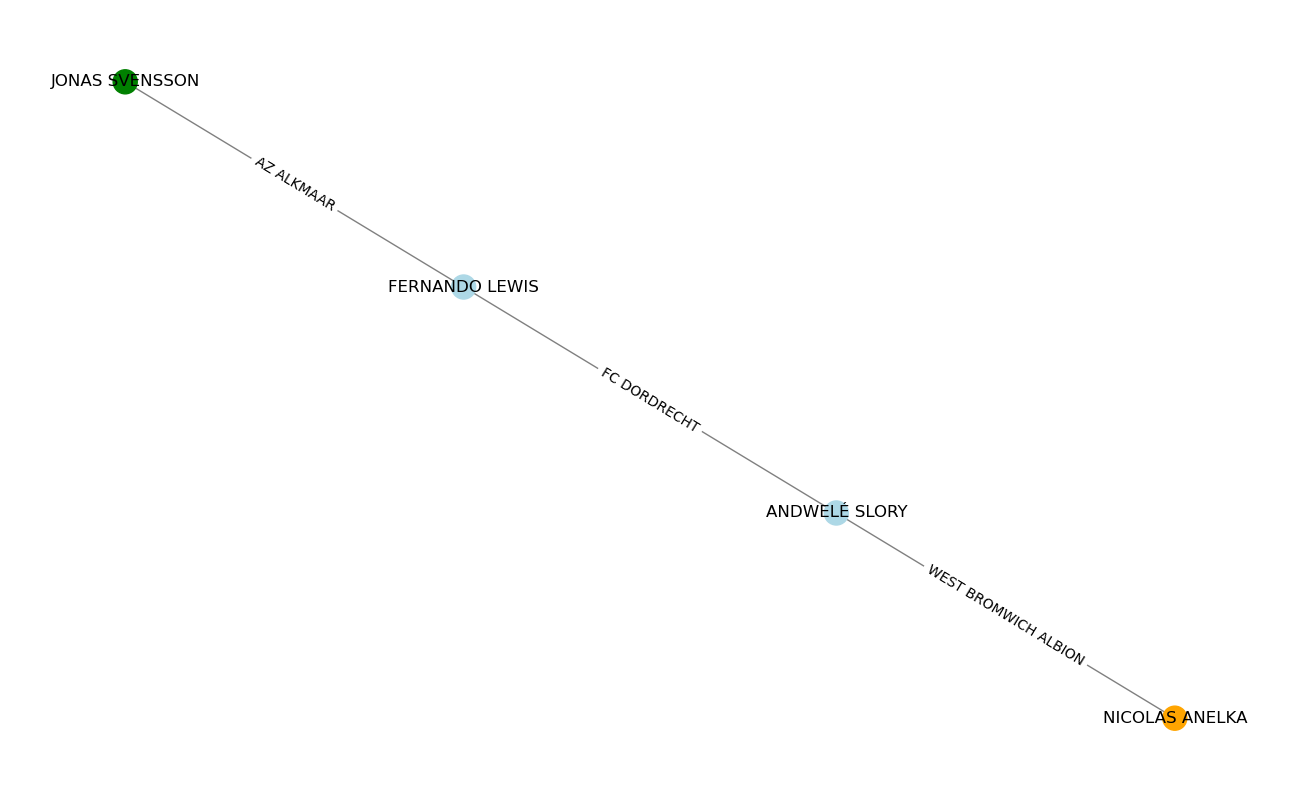 JONAS SVENSSON
AZ ALKMAAR
FERNANDO LEWIS
FC DORDRECHT
ANDWELÉ SLORY
WEST BROMWICH ALBION
NICOLAS ANELKA